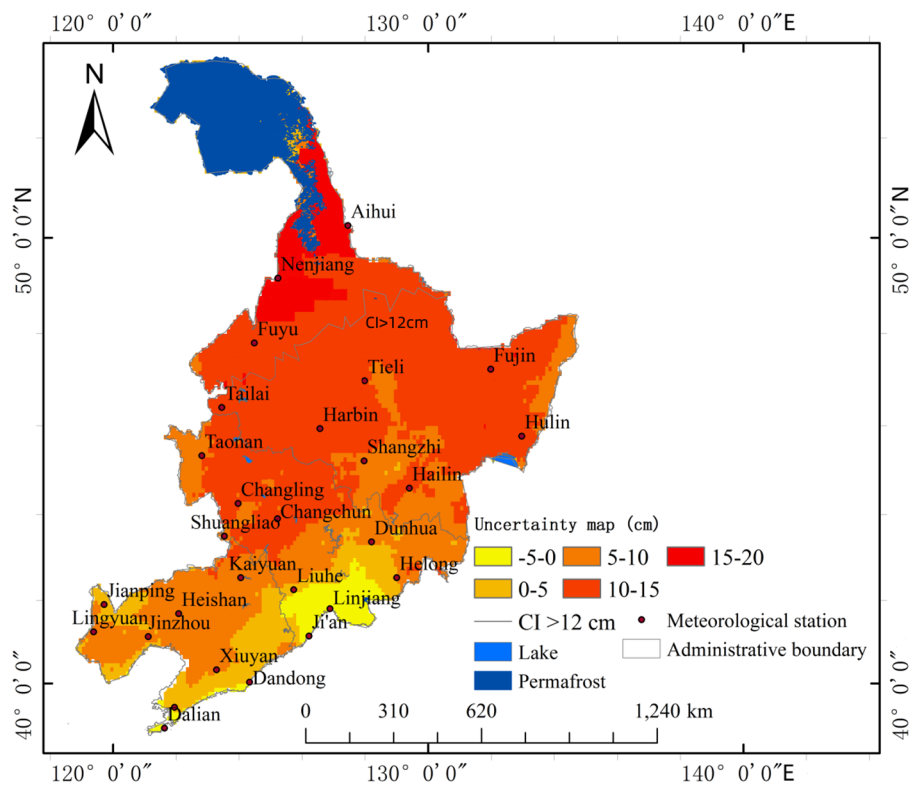 120° 0′0″ 130° 0′0″ 140° 0′0″E
N
50° 0′0″N
50° 0′0″N
Aihui
Nenjiang
CI>12cm
Fuyu
Fujin
Tieli
Tailai
Harbin
Hulin
Taonan
Shangzhi
Hailin
Changling
Changchun
Shuangliao
Dunhua
Kaiyuan
Helong
Liuhe
Jianping
Heishan
Linjiang
Lingyuan
Jinzhou
Ji'an
Xiuyan
Dandong
Dalian
Uncertainty map (cm)
-5-0 5-10 15-20
0-5 10-15
CI >12 cm Meteorological station
Lake Administrative boundary
Permafrost
0 310 620 1,240 km
40° 0′0″N
40° 0′0″N
120° 0′0″ 130° 0′0″ 140° 0′0″E